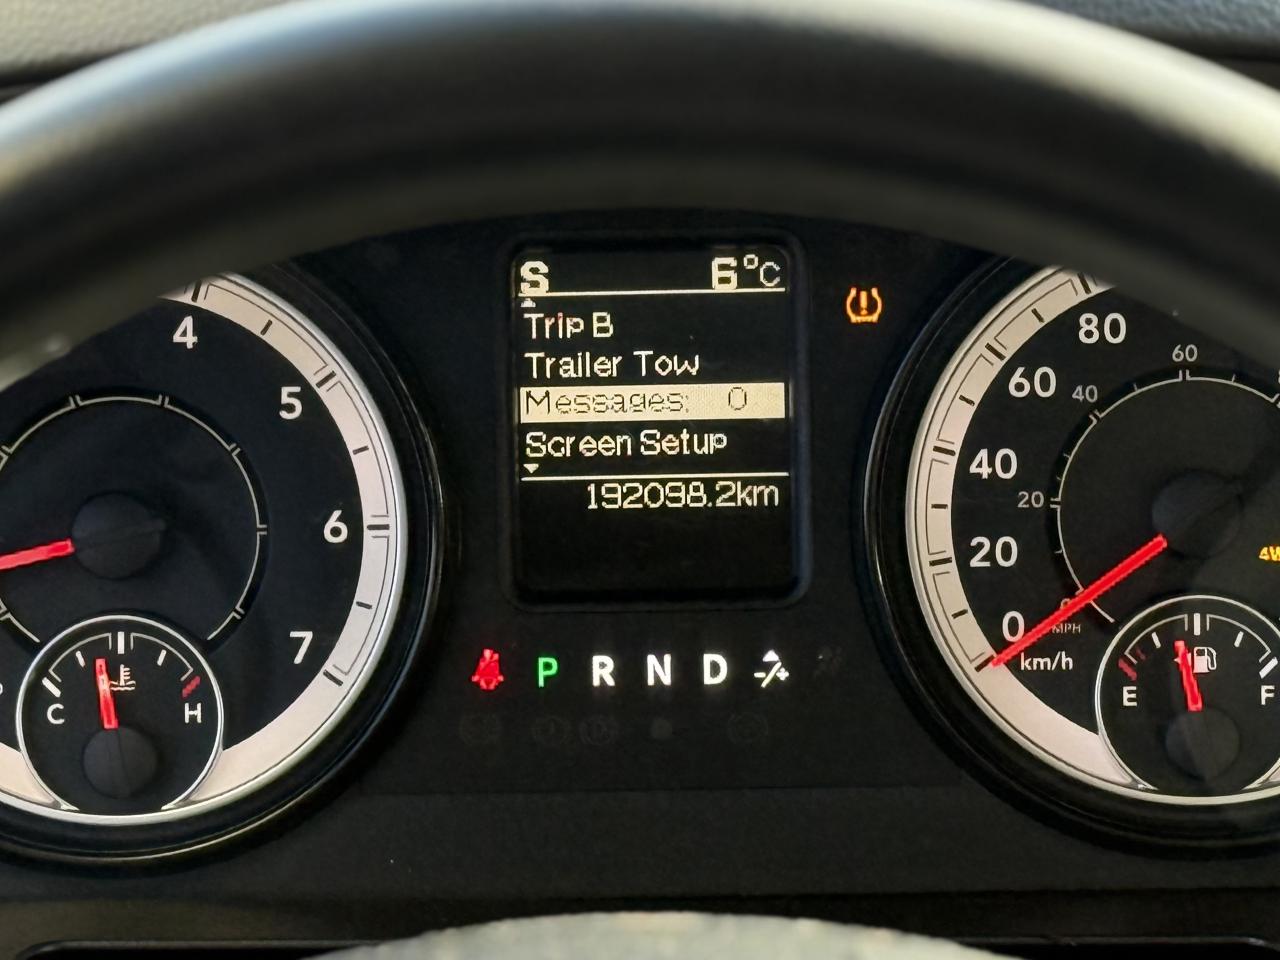 S 6°C
Trip B
Trailer Tow
Messages: 0
Screen Setup
192098.2km
4
5
6
7
C H
P R N D -/+
80
60
40
20
0
km/h
60
40
20
MPH
E F
4W